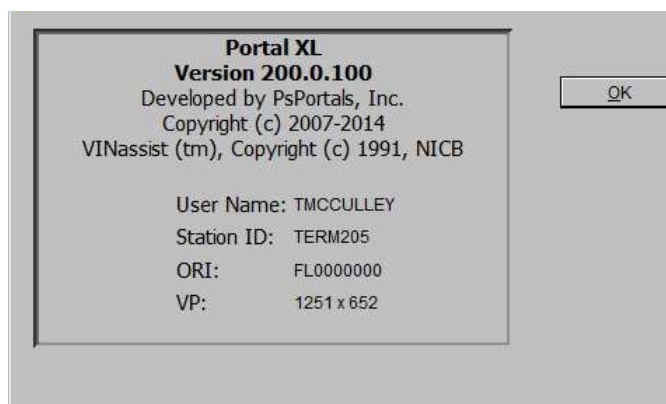 Portal XL
Version 200.0.100
Developed by PsPortals, Inc.
Copyright (c) 2007-2014
VINassist (tm), Copyright (c) 1991, NICB
User Name: TMCCULLEY
Station ID: TERM205
ORI: FL0000000
VP: 1251 x 652
OK